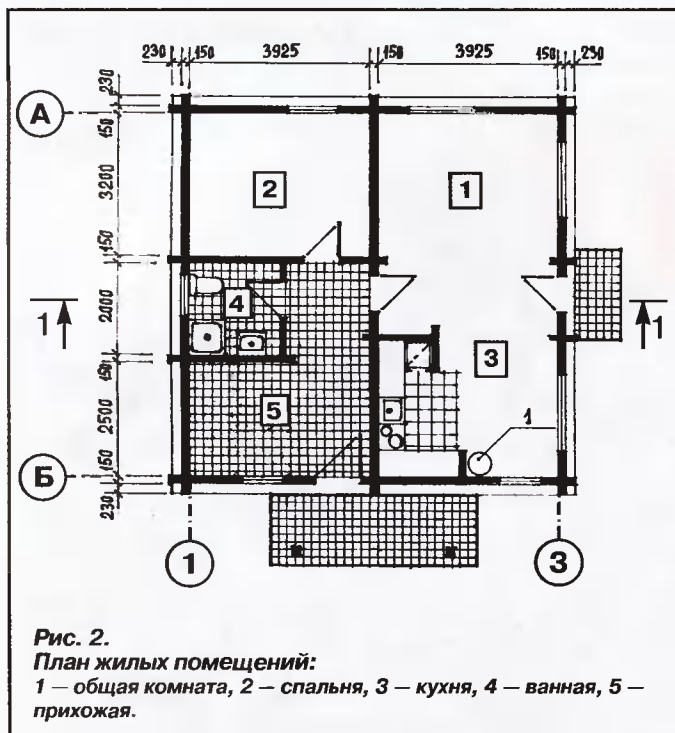 230 150 3925 150 3925 150 230
230
А
150
3200
2 1
150
1 4 2000 1
3
150
5 1
2500
Б
150
230
1 3
Рис. 2.
План жилых помещений:
1 – общая комната, 2 – спальня, 3 – кухня, 4 – ванная, 5 –
прихожая.